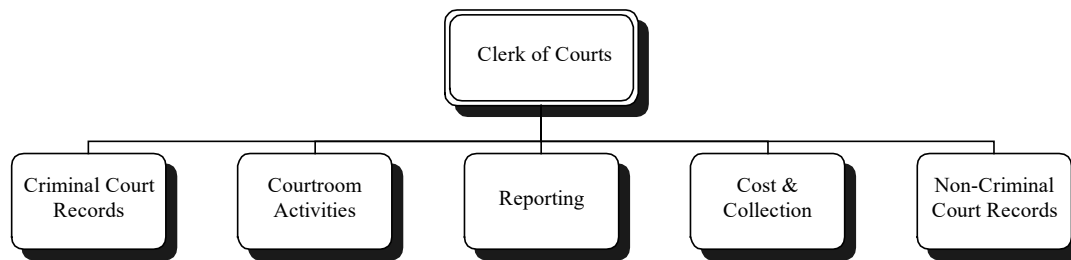 Clerk of Courts
Criminal Court
Records
Courtroom
Activities
Reporting
Cost &
Collection
Non-Criminal
Court Records